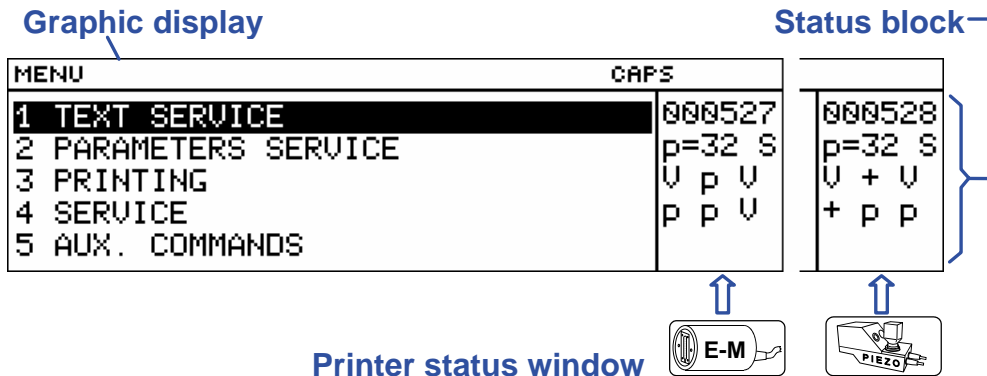 Graphic display
Status block
MENU CAPS
1 TEXT SERVICE 000527 000528
2 PARAMETERS SERVICE p=32 S p=32 S
3 PRINTING V p V V + V
4 SERVICE p p V + p p
5 AUX. COMMANDS
E-M PIEZO
Printer status window